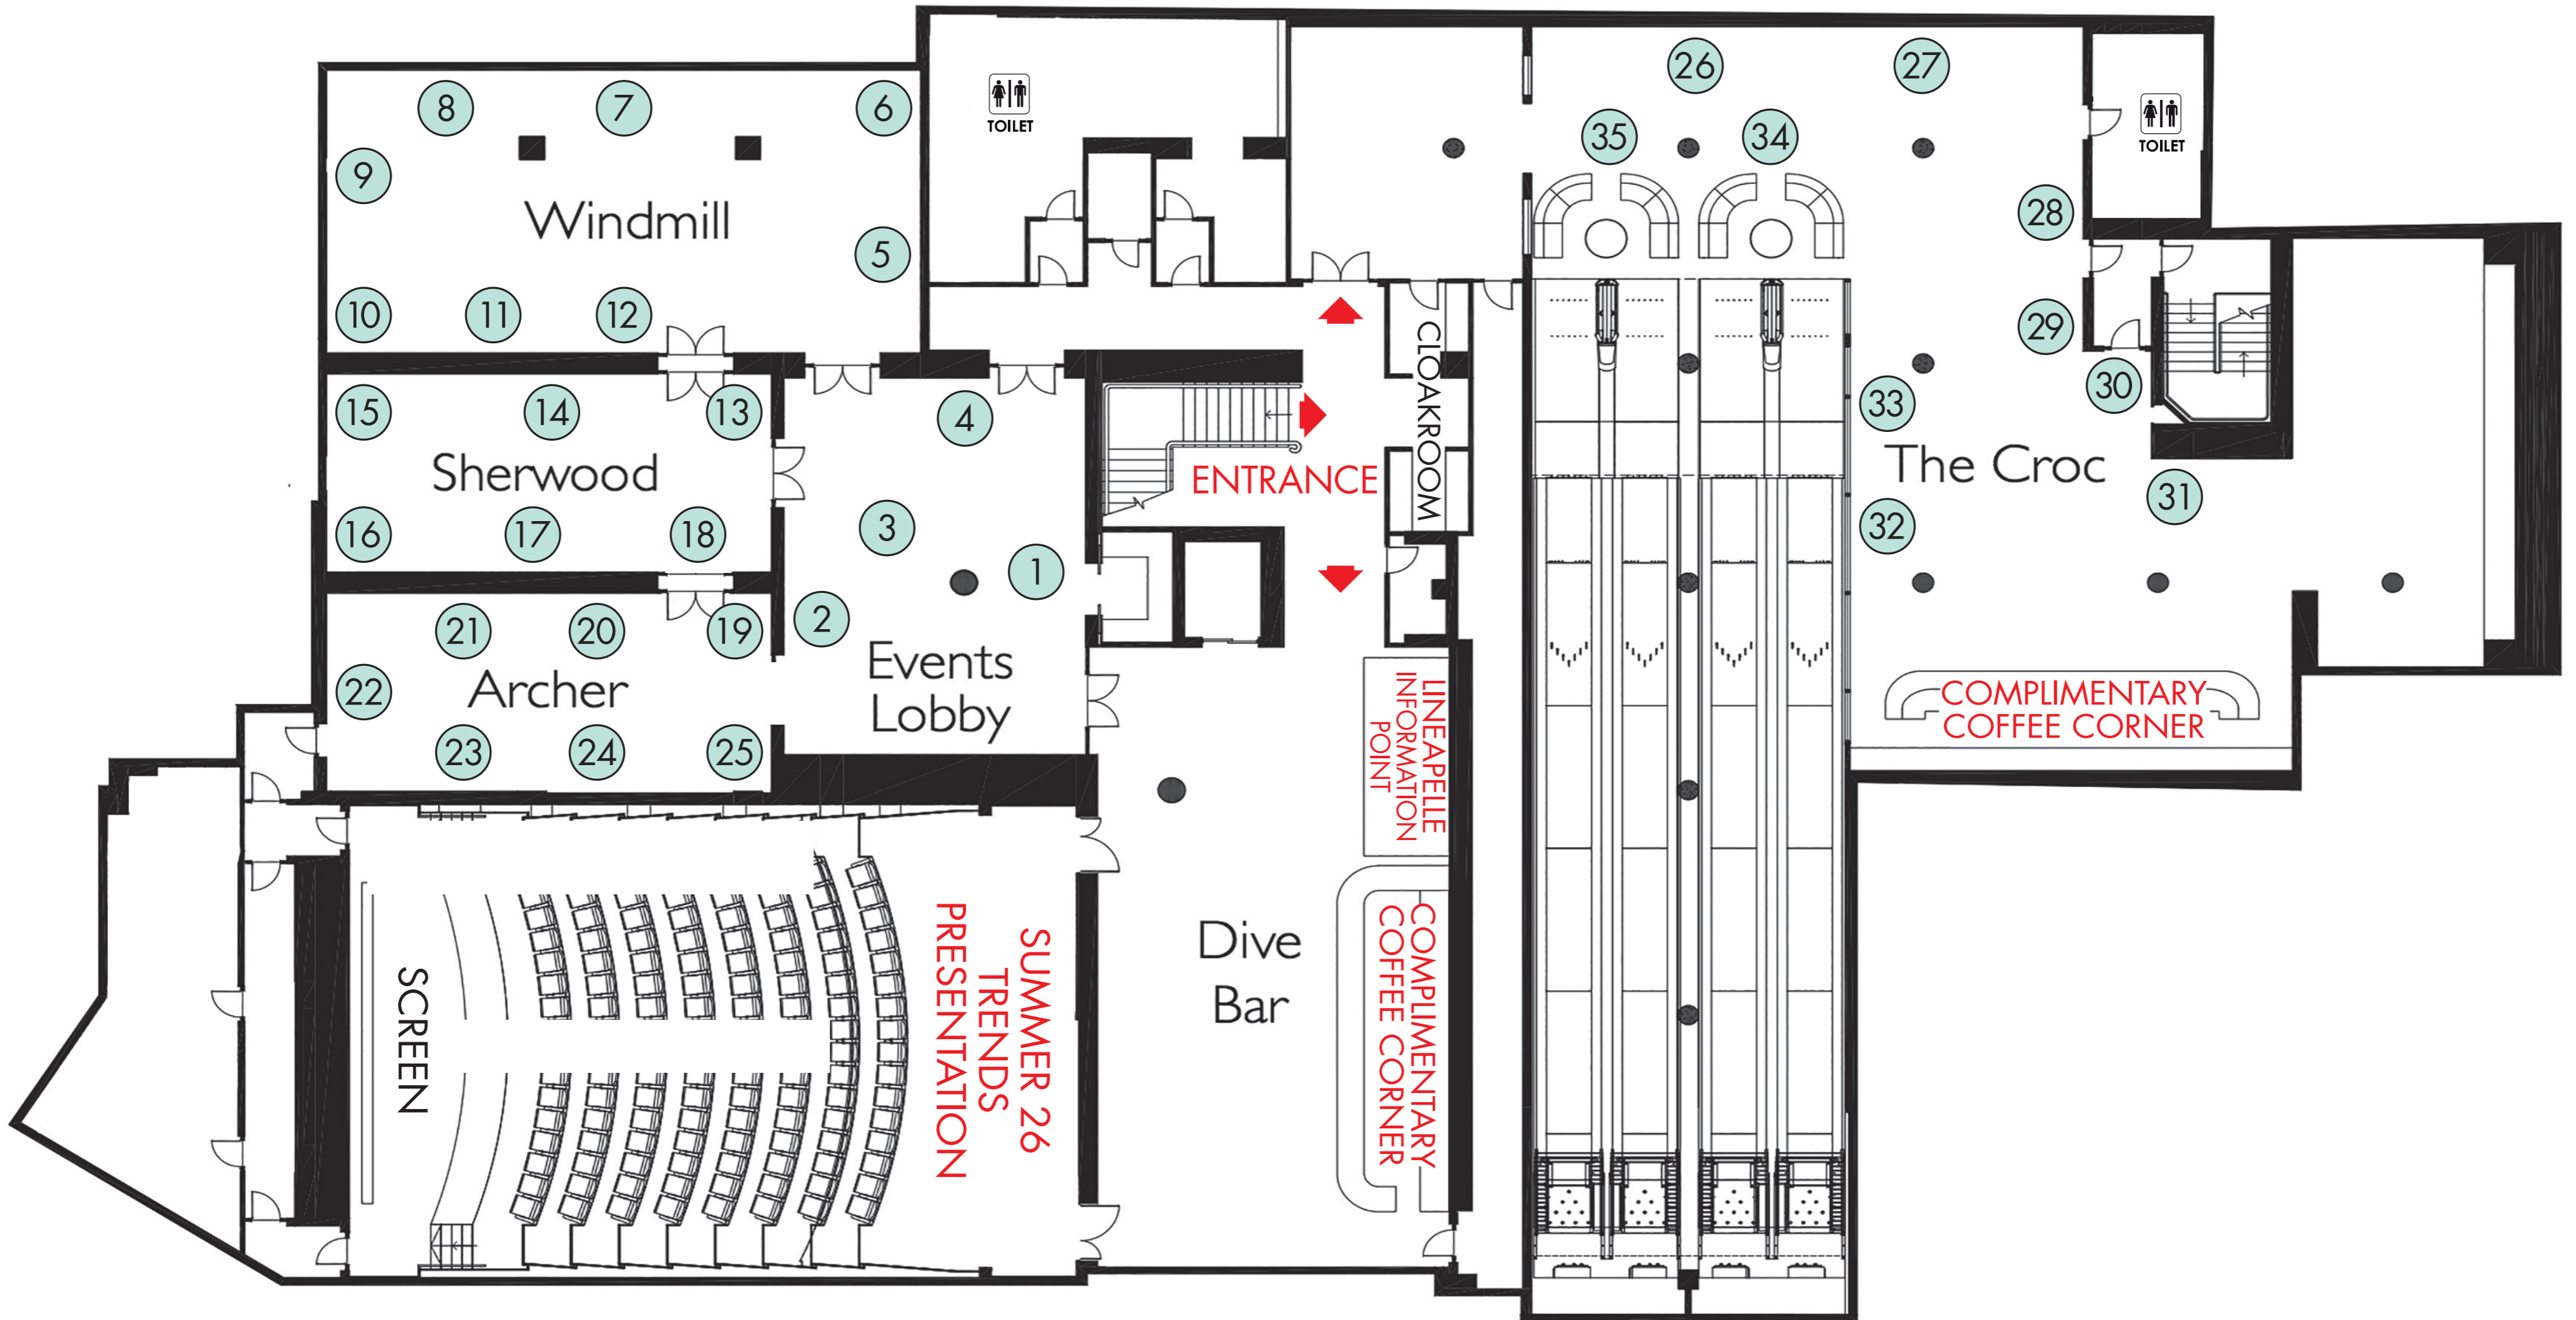 TOILET
26
27
8
7
6
35
34
TOILET
9
Windmill
28
5
10
11
12
29
CLOAKROOM
30
15
14
13
4
33
Sherwood
ENTRANCE
The Croc
31
16
17
18
3
32
1
21
20
19
2
Events
Lobby
22
Archer
23
24
25
LINEAPELLE
INFORMATION
POINT
COMPLIMENTARY
COFFEE CORNER
SCREEN
SUMMER 26
TRENDS
PRESENTATION
Dive
Bar
COMPLIMENTARY
COFFEE CORNER